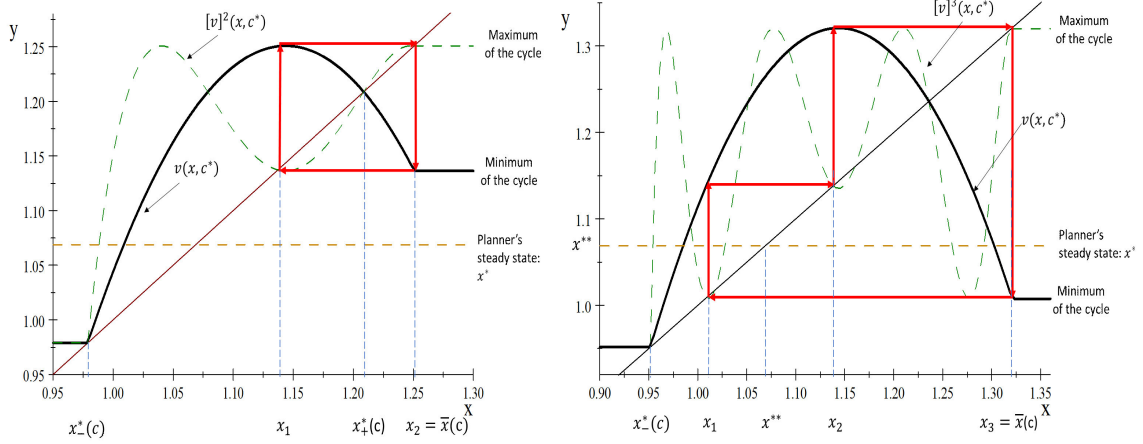 y
[v]²(x,c*)
1.25
1.20
1.15
1.10
1.05
1.00
0.95
v(x,c*)
Maximum
of the cycle
Minimum
of the cycle
Planner's
steady state:
x*
0.95 1.00 1.05 1.10 1.15 1.20 1.25 1.30
x
x*₋(c) x₁ x*₊(c) x₂ = x̅(c)
y
[v]³(x,c*)
1.3
1.2
1.1
x**
1.0
v(x,c*)
Maximum
of the cycle
Planner's
steady state: x*
Minimum
of the cycle
0.90 0.95 1.00 1.05 1.10 1.15 1.20 1.25 1.30 1.35
x
x*₋(c) x₁ x** x₂ x₃ = x̅(c)